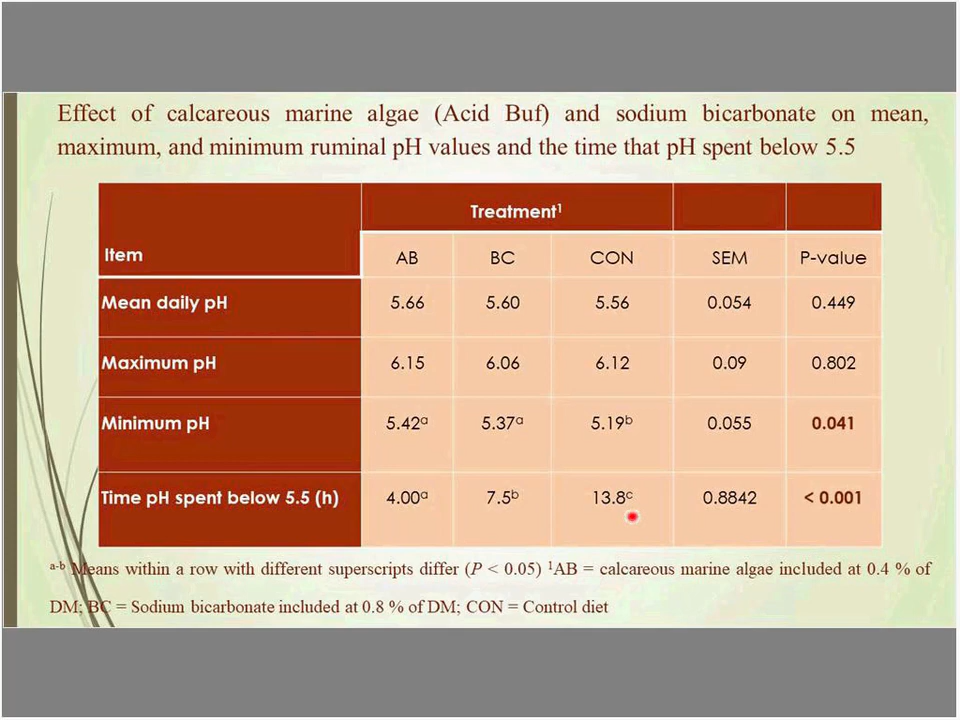 Effect of calcareous marine algae (Acid Buf) and sodium bicarbonate on mean,
maximum, and minimum ruminal pH values and the time that pH spent below 5.5
Treatment¹
Item AB BC CON SEM P-value
Mean daily pH 5.66 5.60 5.56 0.054 0.449
Maximum pH 6.15 6.06 6.12 0.09 0.802
Minimum pH 5.42ᵃ 5.37ᵃ 5.19ᵇ 0.055 0.041
Time pH spent below 5.5 (h) 4.00ᵃ 7.5ᵇ 13.8ᶜ 0.8842 < 0.001
ᵃ⁻ᵇ Means within a row with different superscripts differ (P < 0.05) ¹AB = calcareous marine algae included at 0.4 % of
DM; BC = Sodium bicarbonate included at 0.8 % of DM; CON = Control diet